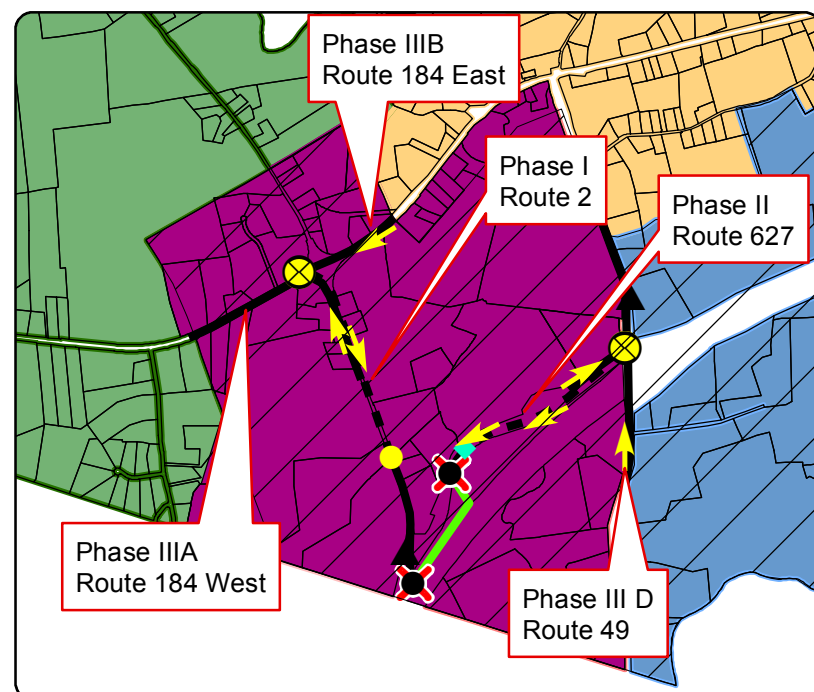 Phase IIIB
Route 184 East
Phase I
Route 2
Phase II
Route 627
Phase IIIA
Route 184 West
Phase III D
Route 49